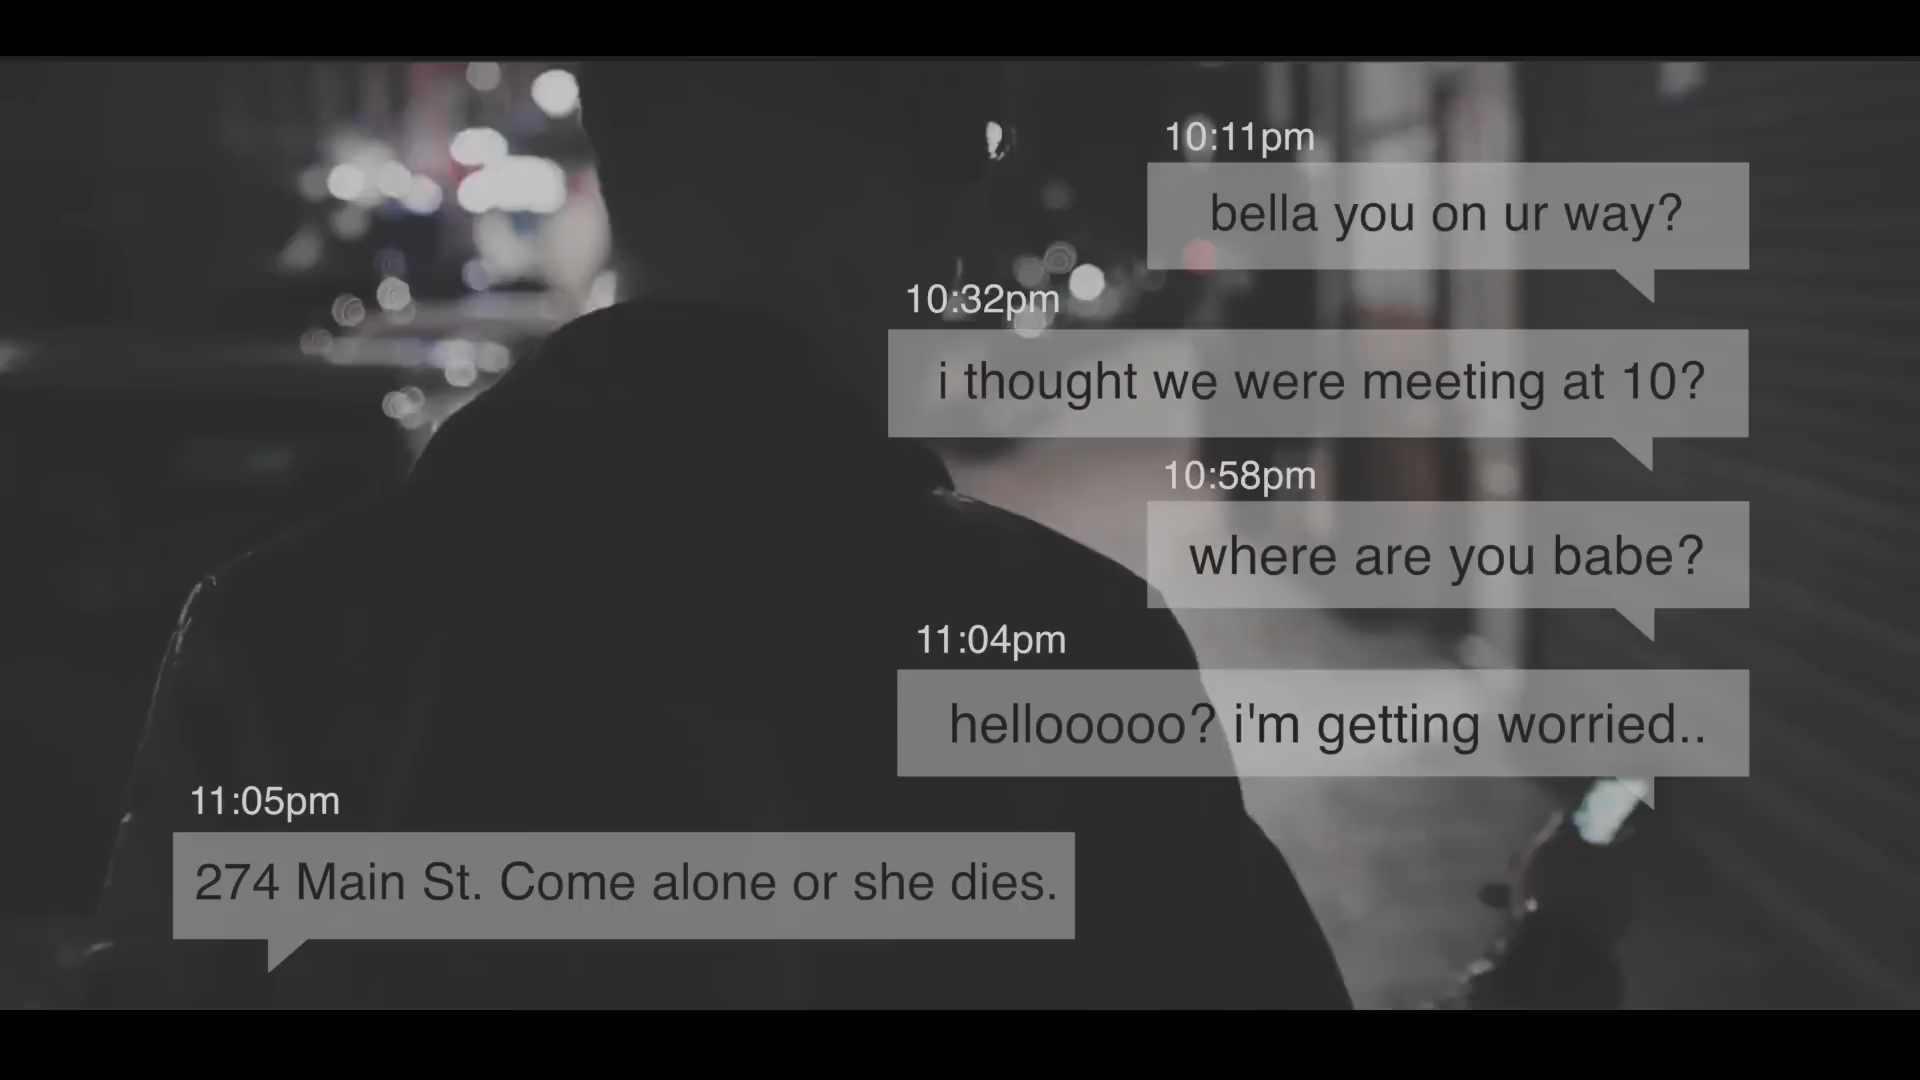 10:11pm
bella you on ur way?
10:32pm
i thought we were meeting at 10?
10:58pm
where are you babe?
11:04pm
hellooooo? i'm getting worried..
11:05pm
274 Main St. Come alone or she dies.